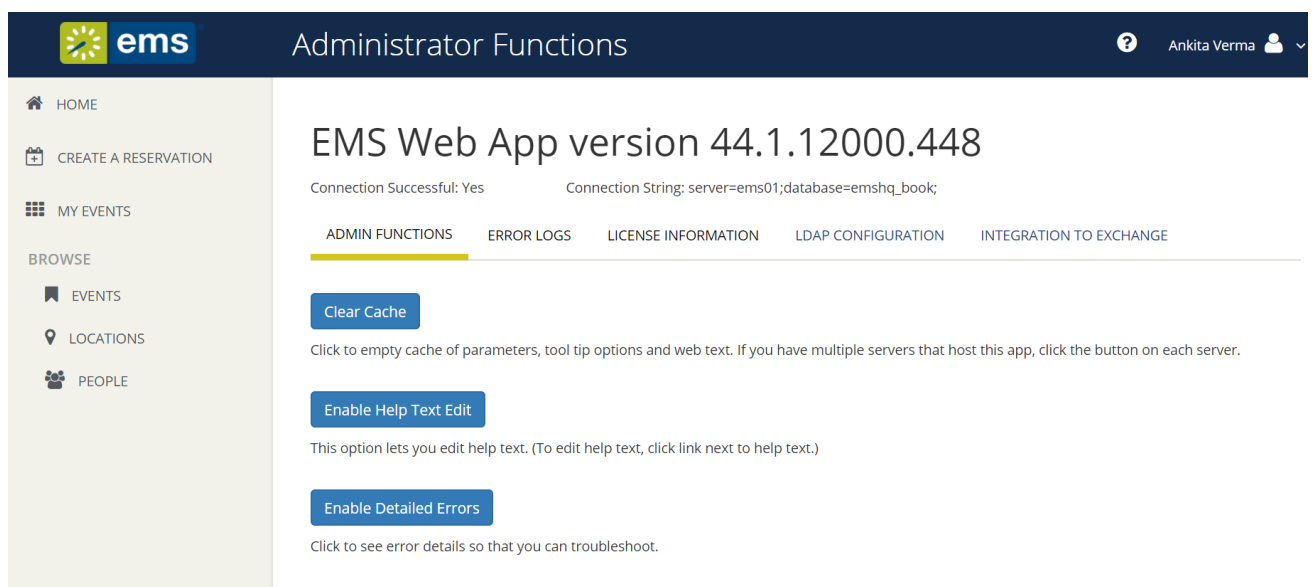 ems
Administrator Functions
? Ankita Verma
HOME
CREATE A RESERVATION
MY EVENTS
BROWSE
EVENTS
LOCATIONS
PEOPLE
EMS Web App version 44.1.12000.448
Connection Successful: Yes Connection String: server=ems01;database=emshq_book;
ADMIN FUNCTIONS ERROR LOGS LICENSE INFORMATION LDAP CONFIGURATION INTEGRATION TO EXCHANGE
Clear Cache
Click to empty cache of parameters, tool tip options and web text. If you have multiple servers that host this app, click the button on each server.
Enable Help Text Edit
This option lets you edit help text. (To edit help text, click link next to help text.)
Enable Detailed Errors
Click to see error details so that you can troubleshoot.